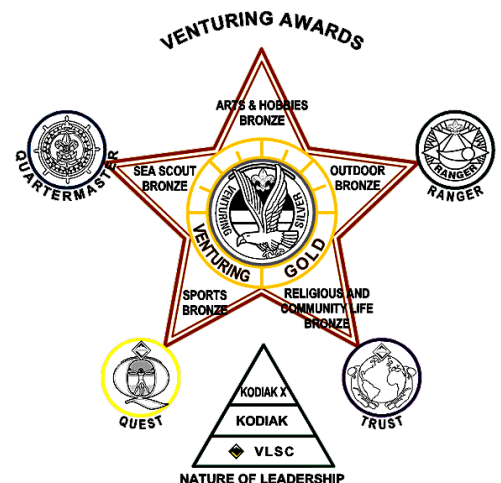 VENTURING AWARDS
ARTS & HOBBIES
BRONZE
QUARTERMASTER
SEA SCOUT
BRONZE
OUTDOOR
BRONZE
RANGER
RANGER
VENTURING
SILVER
VENTURING
GOLD
SPORTS
BRONZE
RELIGIOUS AND
COMMUNITY LIFE
BRONZE
QUEST
TRUST
KODIAK X
KODIAK
VLSC
NATURE OF LEADERSHIP